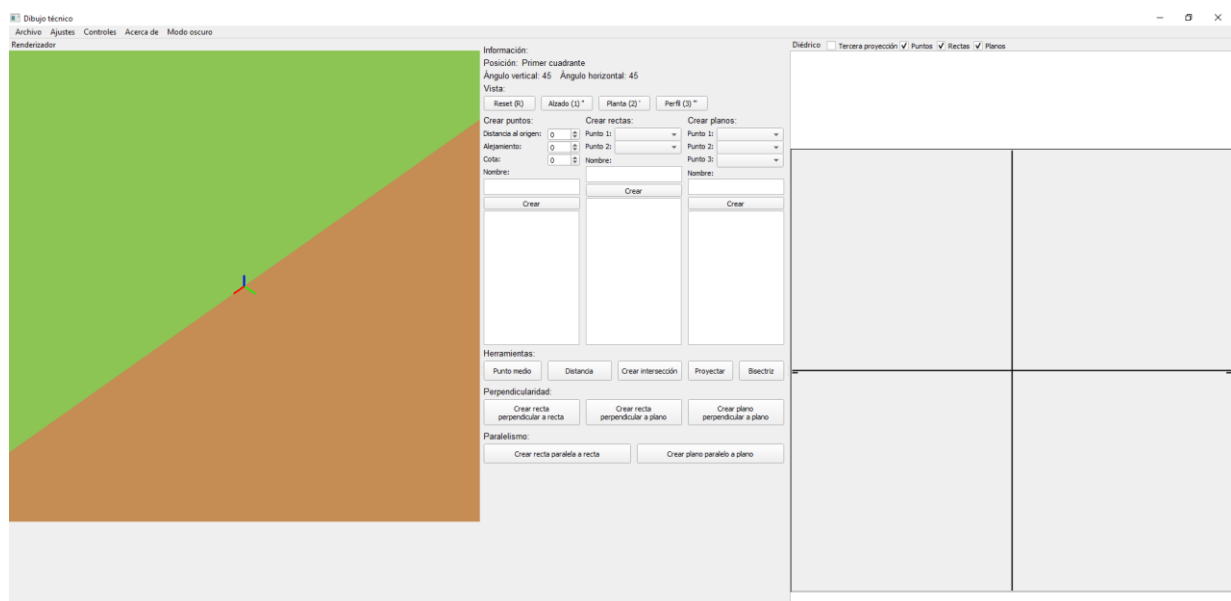 Dibujo técnico
Archivo Ajustes Controles Acerca de Modo oscuro
Renderizador
Información:
Posición: Primer cuadrante
Ángulo vertical: 45 Ángulo horizontal: 45
Vista:
Reset (R) Alzado (1) '' Planta (2) ' Perfil (3) '''
Crear puntos:
Distancia al origen: 0
Alejamiento: 0
Cota: 0
Nombre:
Crear
Crear rectas:
Punto 1:
Punto 2:
Nombre:
Crear
Crear planos:
Punto 1:
Punto 2:
Punto 3:
Nombre:
Crear
Herramientas:
Punto medio Distancia Crear intersección Proyectar Bisectriz
Perpendicularidad:
Crear recta
perpendicular a recta
Crear recta
perpendicular a plano
Crear plano
perpendicular a plano
Paralelismo:
Crear recta paralela a recta Crear plano paralelo a plano
Diédrico Tercera proyección Puntos Rectas Planos